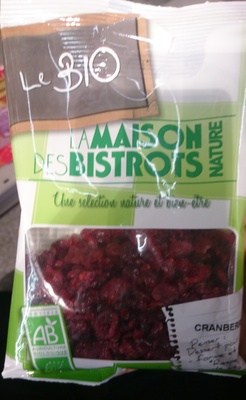 Le BIO
LA MAISON
DES BISTROTS
NATURE
Une sélection nature et bien-être
AB
CRANBER